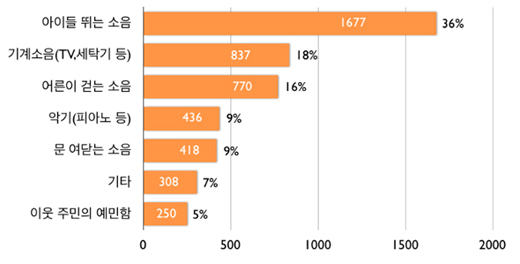 아이들 뛰는 소음 1677 36%
기계소음(TV,세탁기 등) 837 18%
어른이 걷는 소음 770 16%
악기(피아노 등) 436 9%
문 여닫는 소음 418 9%
기타 308 7%
이웃 주민의 예민함 250 5%
0 500 1000 1500 2000